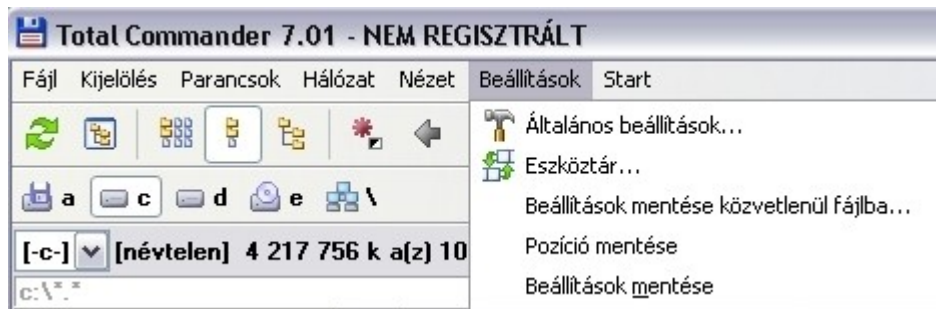 Total Commander 7.01 - NEM REGISZTRÁLT
Fájl Kijelölés Parancsok Hálózat Nézet Beállítások Start
Általános beállítások...
Eszköztár...
Beállítások mentése közvetlenül fájlba...
Pozíció mentése
Beállítások mentése
a c d e \
[-c-] [névtelen] 4 217 756 k a(z) 10
c:\*.*